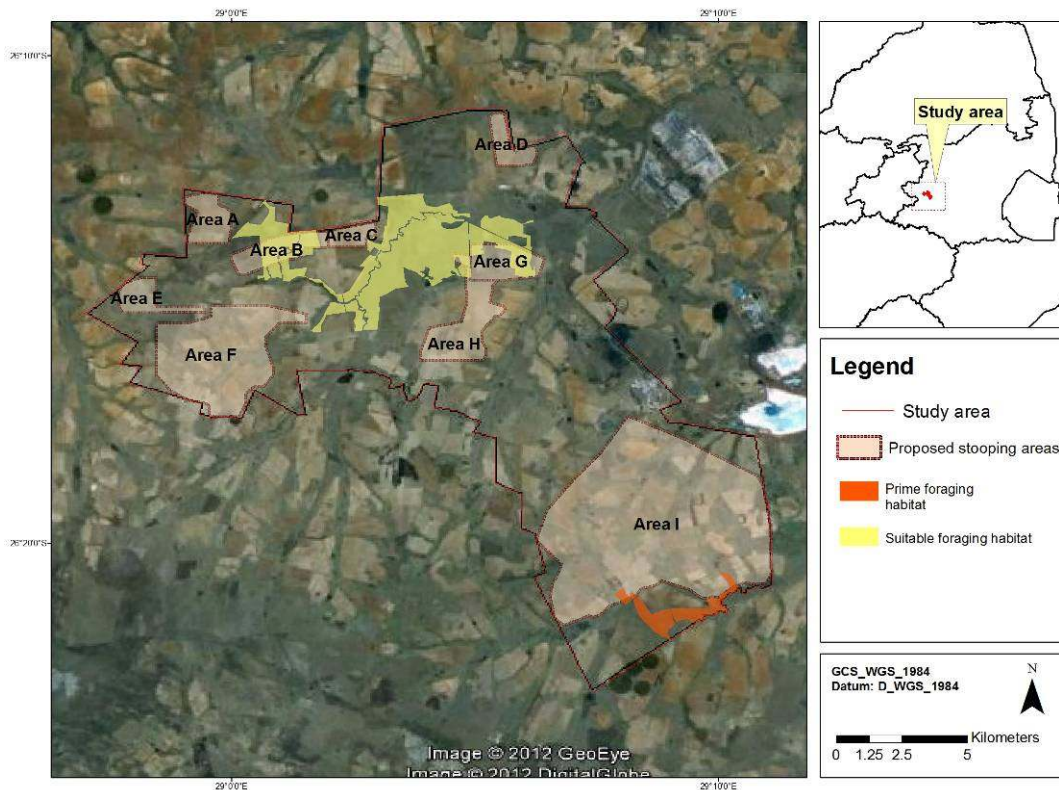 29°0'0"E
29°10'0"E
26°10'0"S
26°20'0"S
Area A
Area B
Area C
Area D
Area E
Area F
Area G
Area H
Area I
Image © 2012 GeoEye
Image © 2012 DigitalGlobe
29°0'0"E
29°10'0"E
Study area
Legend
Study area
Proposed stooping areas
Prime foraging
habitat
Suitable foraging habitat
GCS_WGS_1984
Datum: D_WGS_1984
N
Kilometers
0 1.25 2.5 5